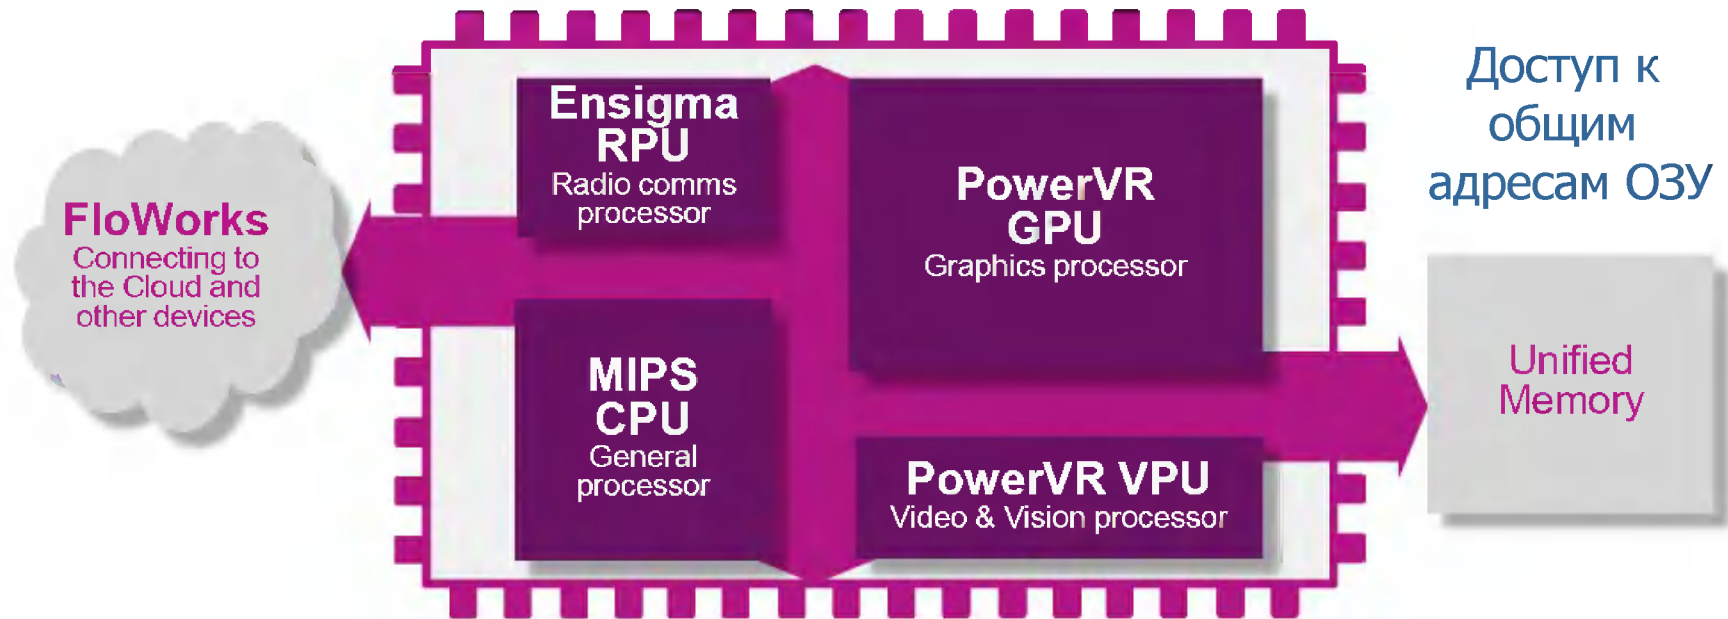 FloWorks
Connecting to
the Cloud and
other devices
Ensigma
RPU
Radio comms
processor
MIPS
CPU
General
processor
PowerVR
GPU
Graphics processor
PowerVR VPU
Video & Vision processor
Доступ к
общим
адресам ОЗУ
Unified
Memory